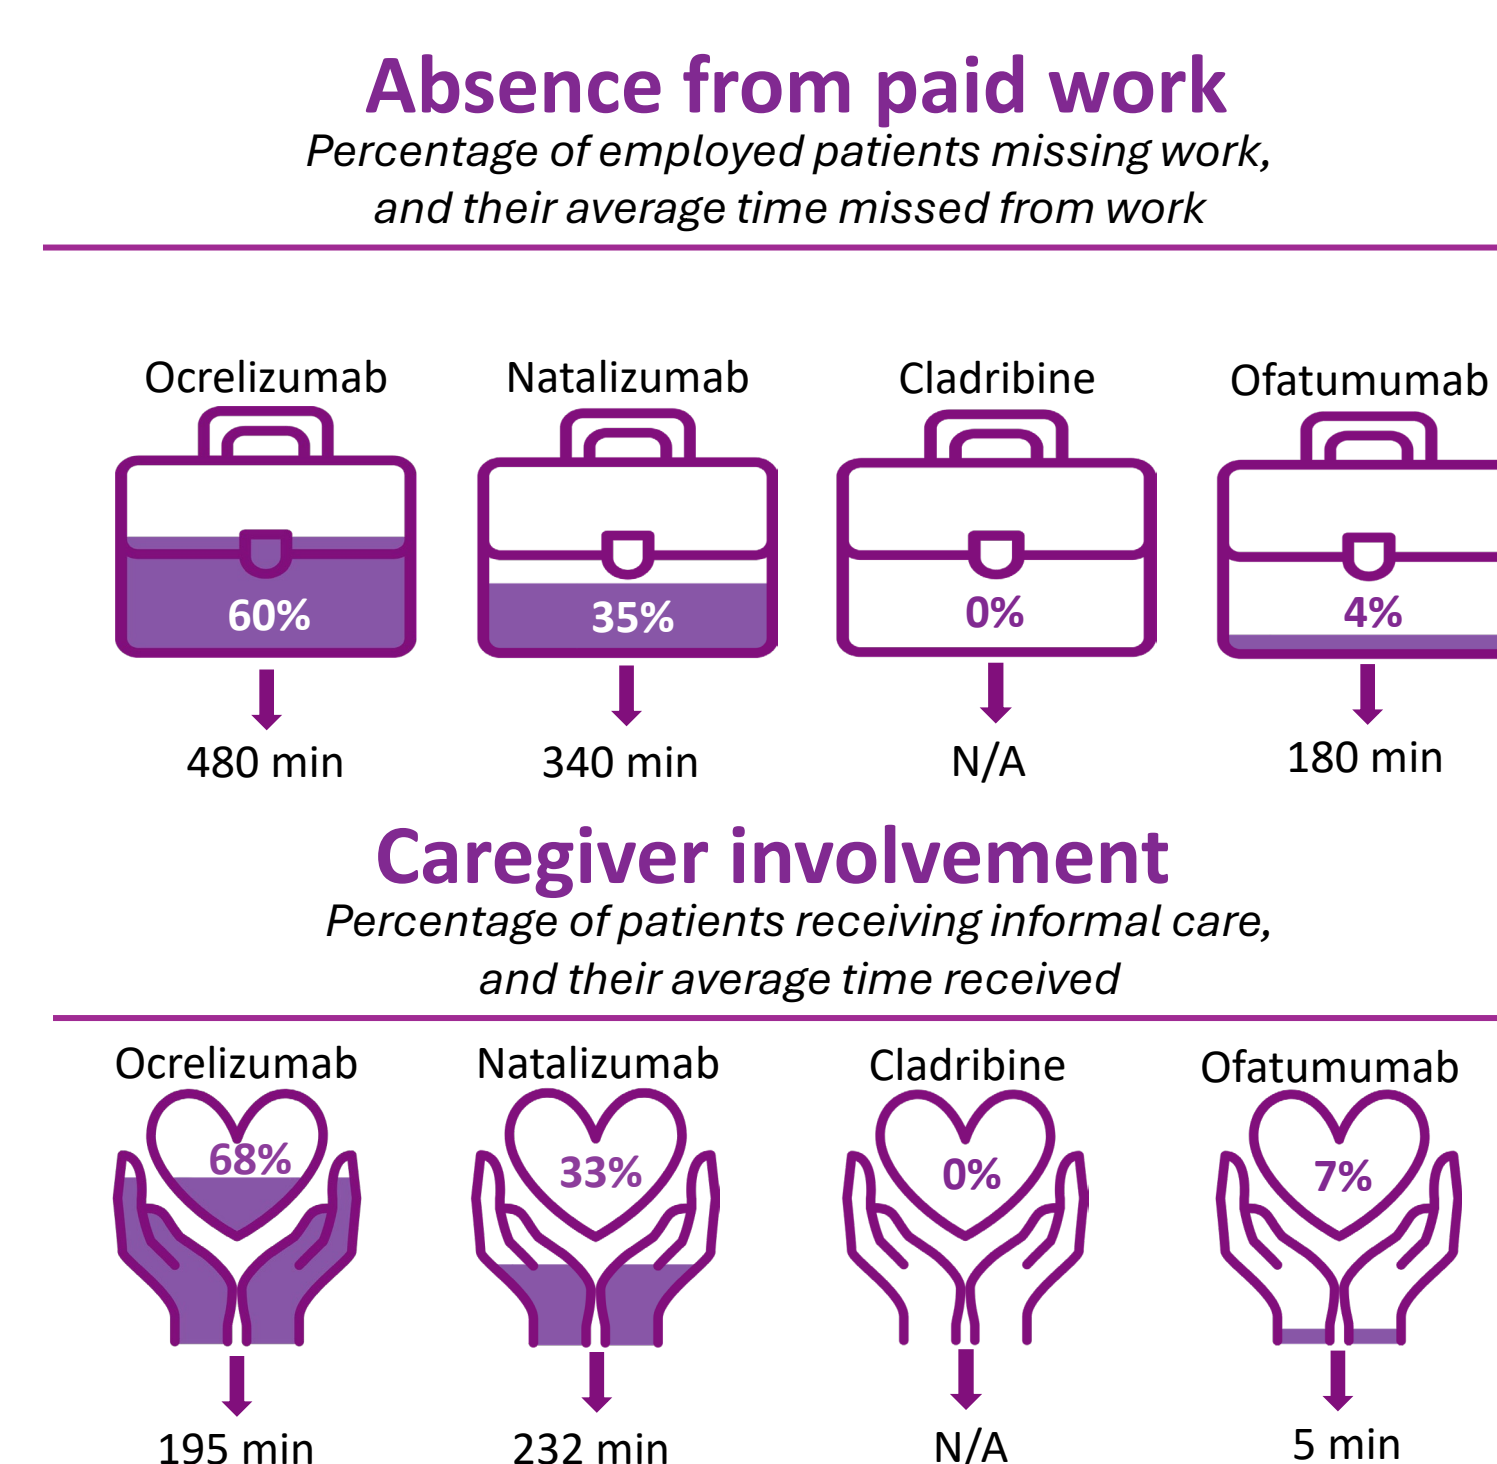 Absence from paid work
Percentage of employed patients missing work,
and their average time missed from work
Ocrelizumab Natalizumab Cladribine Ofatumumab
60% 35% 0% 4%
480 min 340 min N/A 180 min
Caregiver involvement
Percentage of patients receiving informal care,
and their average time received
Ocrelizumab Natalizumab Cladribine Ofatumumab
68% 33% 0% 7%
195 min 232 min N/A 5 min